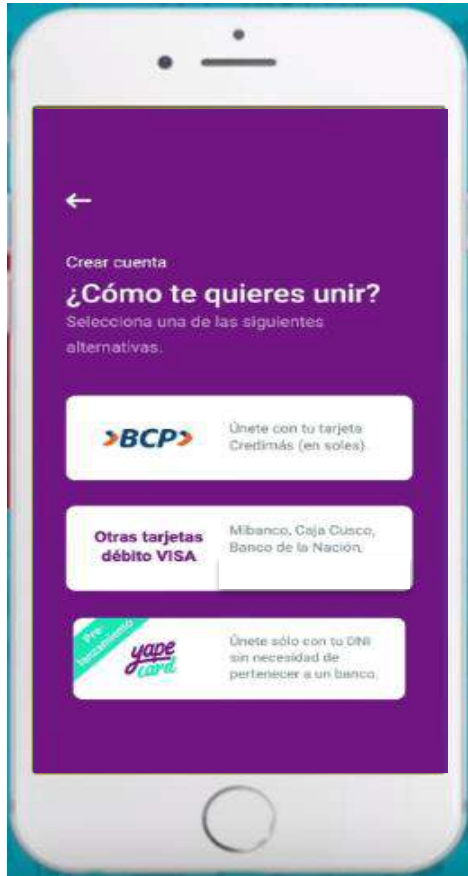 Crear cuenta
¿Cómo te quieres unir?
Selecciona una de las siguientes
alternativas.
>BCP>
Únete con tu tarjeta
Credimás (en soles).
Otras tarjetas
débito VISA
Mibanco, Caja Cusco,
Banco de la Nación,
Pre
lanzamiento
yape
card
Únete sólo con tu DNI
sin necesidad de
pertenecer a un banco.